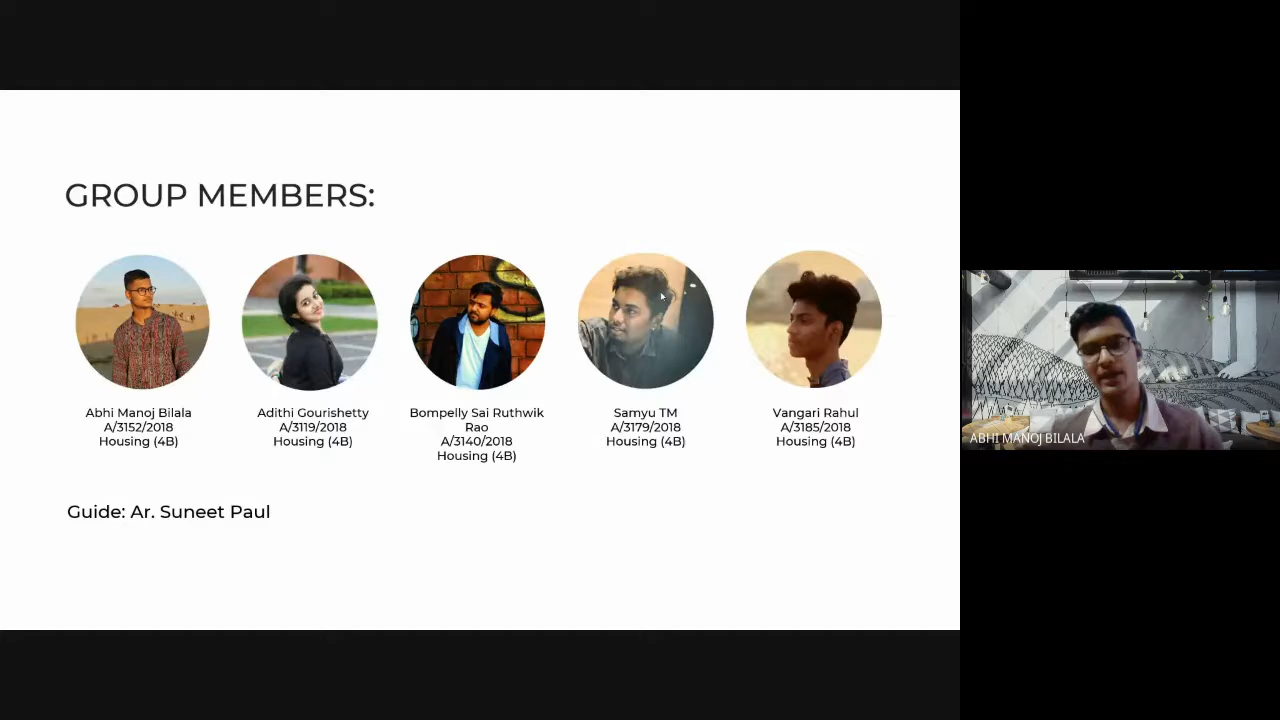 GROUP MEMBERS:
Abhi Manoj Bilala
A/3152/2018
Housing (4B)
Adithi Gourishetty
A/3119/2018
Housing (4B)
Bompelly Sai Ruthwik
Rao
A/3140/2018
Housing (4B)
Samyu TM
A/3179/2018
Housing (4B)
Vangari Rahul
A/3185/2018
Housing (4B)
Guide: Ar. Suneet Paul
ABHI MANOJ BILALA